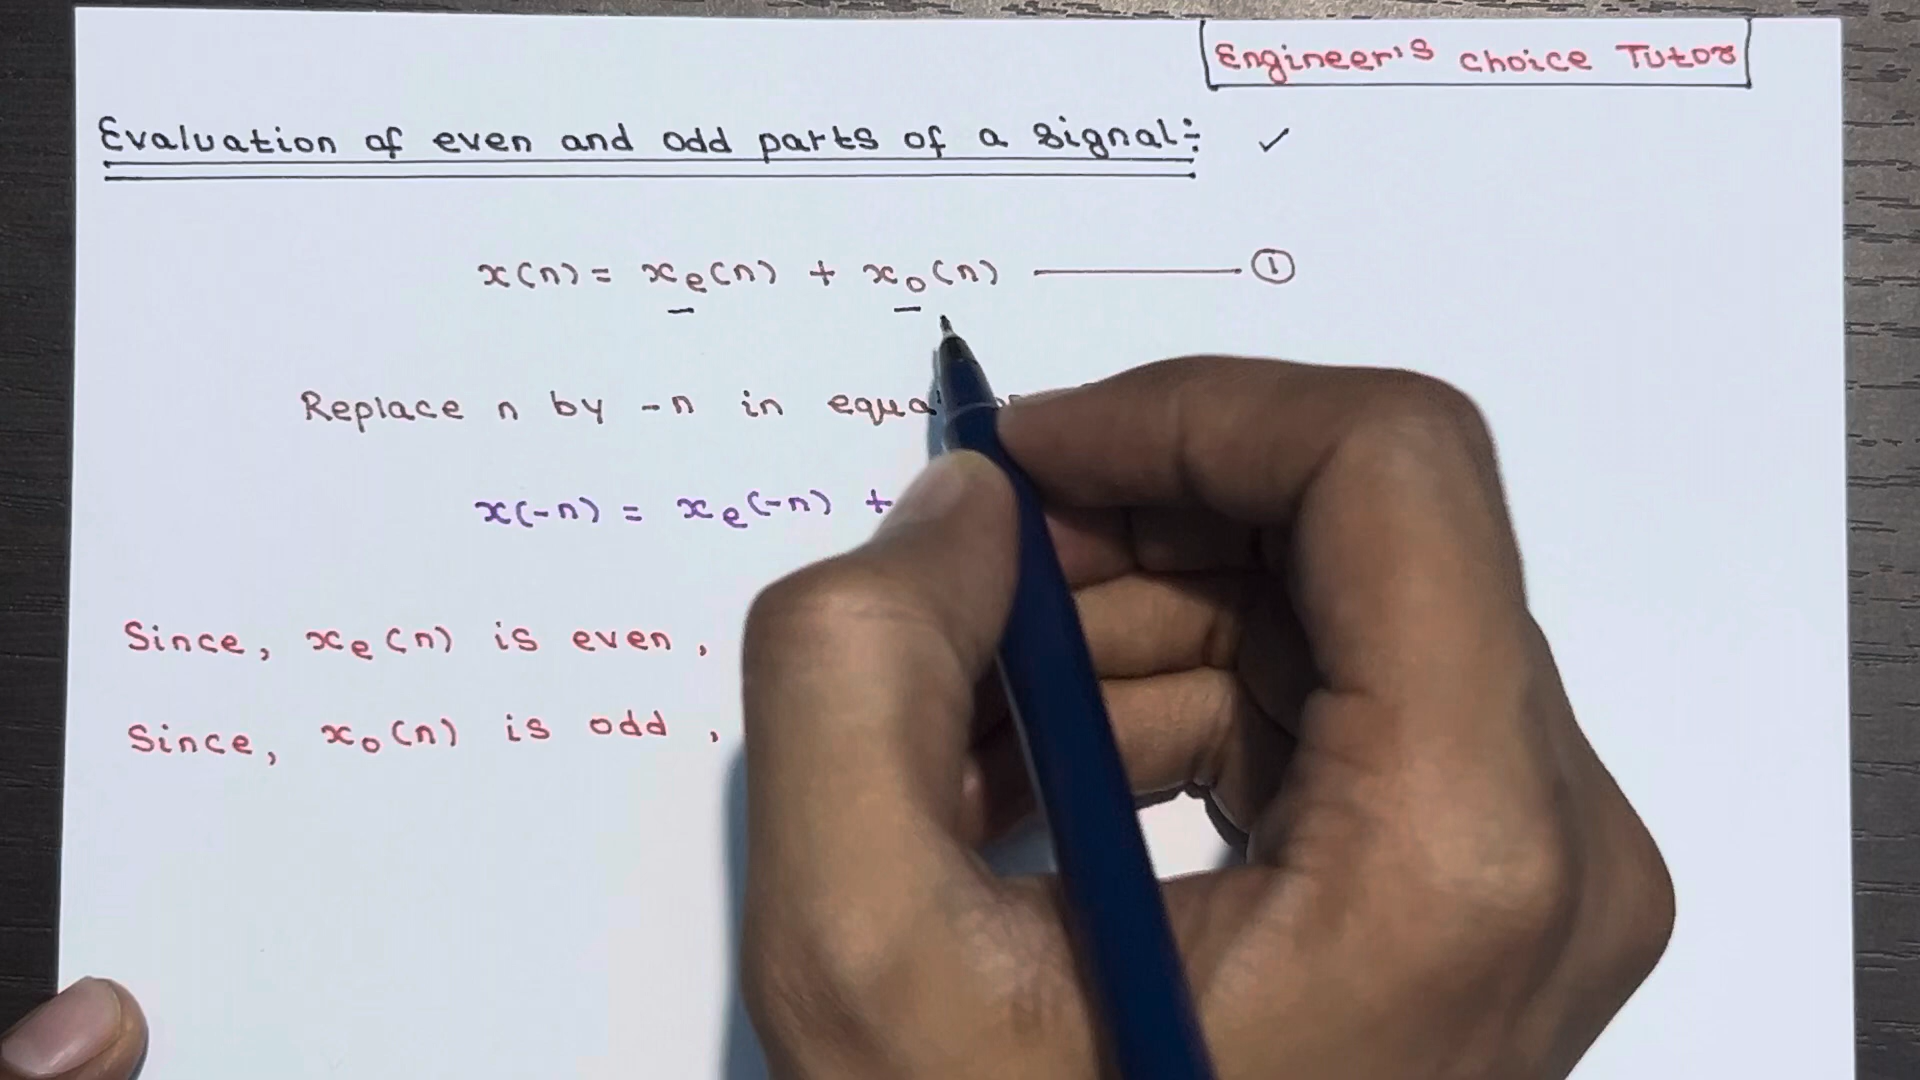 Engineer's choice Tutor
Evaluation of even and odd parts of a signal:
x(n) = xₑ(n) + xₒ(n) ——— ①
Replace n by -n in
x(-n) = xₑ(-n) +
Since, xₑ(n) is even,
Since, xₒ(n) is odd,